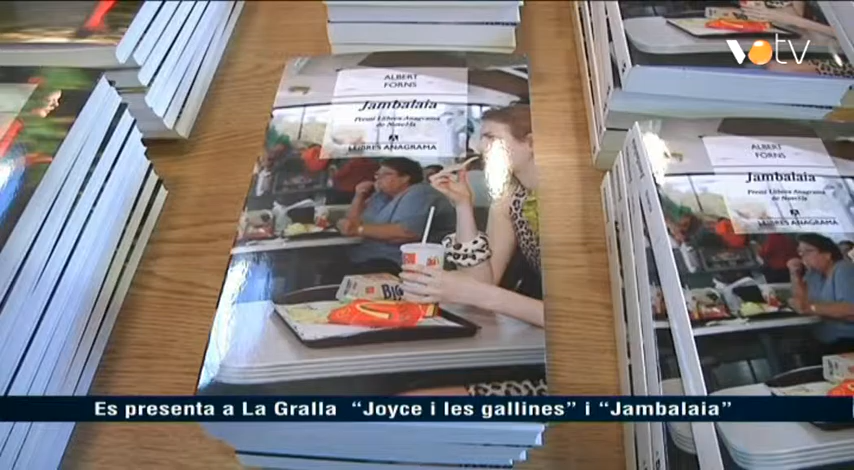 votv
ALBERT
FORNS
Jambalaia
Premi Llibres Anagrama
de Novel·la
LLIBRES ANAGRAMA
BIG
ALBERT
FORNS
Jambalaia
Premi Llibres Anagrama
de Novel·la
LLIBRES ANAGRAMA
Es presenta a La Gralla “Joyce i les gallines” i “Jambalaia”